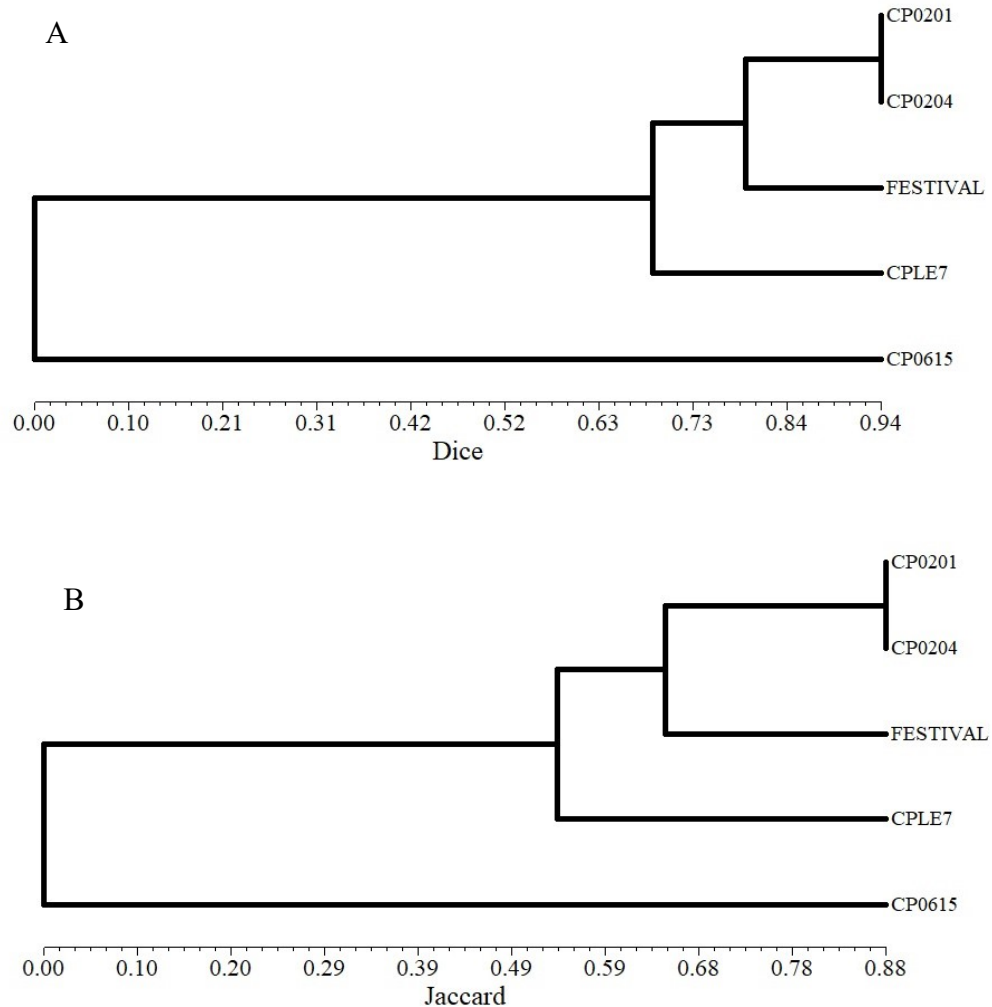 A
CP0201
CP0204
FESTIVAL
CPLE7
CP0615
0.00 0.10 0.21 0.31 0.42 0.52 0.63 0.73 0.84 0.94
Dice
B
CP0201
CP0204
FESTIVAL
CPLE7
CP0615
0.00 0.10 0.20 0.29 0.39 0.49 0.59 0.68 0.78 0.88
Jaccard